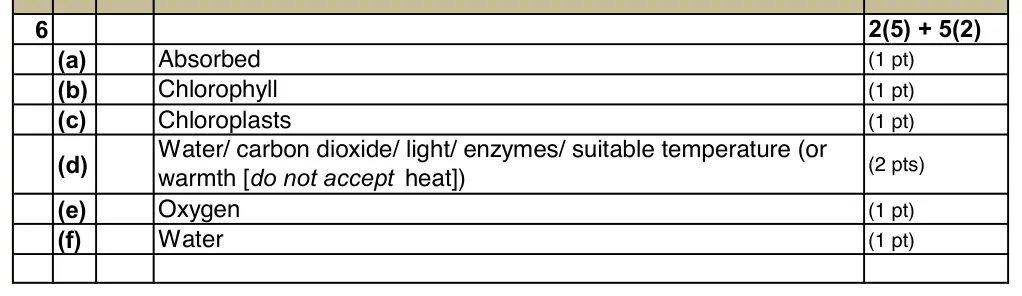 6 2(5) + 5(2)
(a) Absorbed (1 pt)
(b) Chlorophyll (1 pt)
(c) Chloroplasts (1 pt)
(d) Water/ carbon dioxide/ light/ enzymes/ suitable temperature (or
warmth [do not accept heat]) (2 pts)
(e) Oxygen (1 pt)
(f) Water (1 pt)